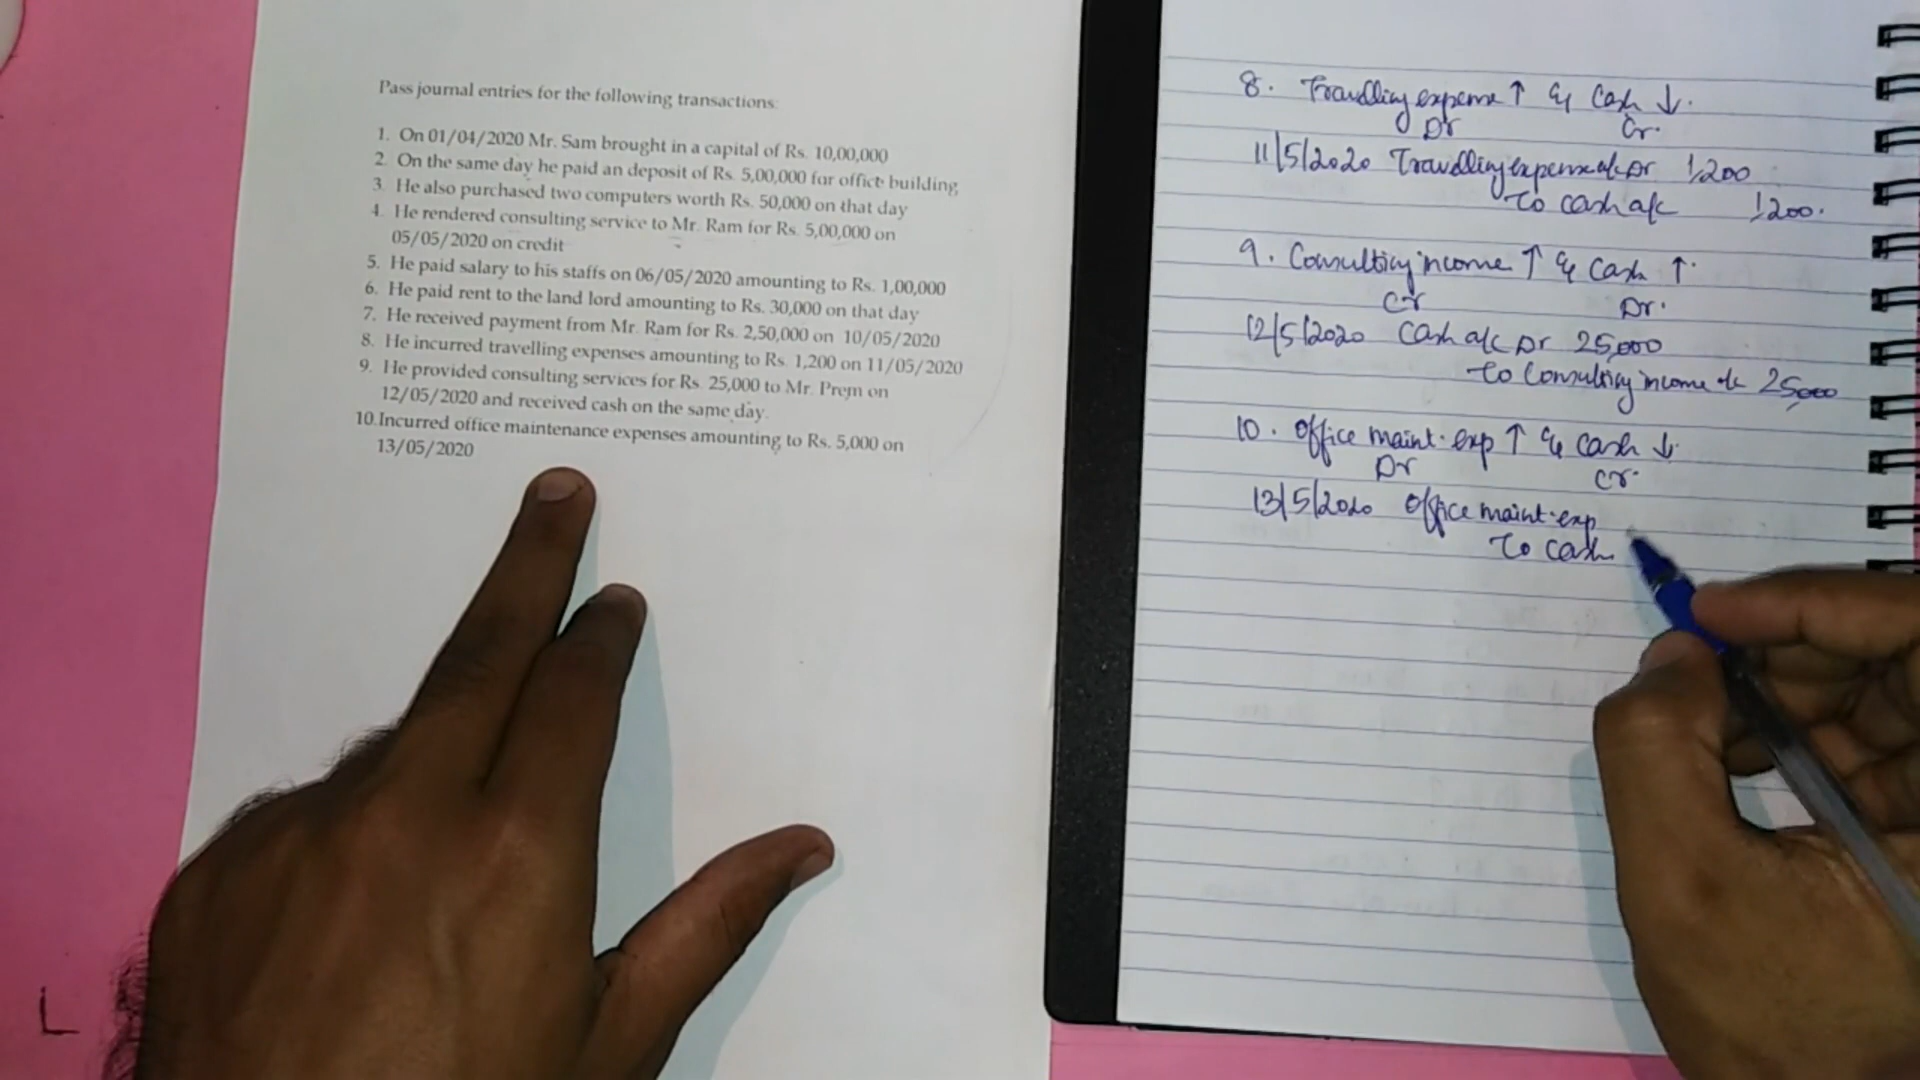 Pass journal entries for the following transactions:
1. On 01/04/2020 Mr. Sam brought in a capital of Rs. 10,00,000
2. On the same day he paid an deposit of Rs. 5,00,000 for office building
3. He also purchased two computers worth Rs. 50,000 on that day
4. He rendered consulting service to Mr. Ram for Rs. 5,00,000 on
05/05/2020 on credit
5. He paid salary to his staffs on 06/05/2020 amounting to Rs. 1,00,000
6. He paid rent to the land lord amounting to Rs. 30,000 on that day
7. He received payment from Mr. Ram for Rs. 2,50,000 on 10/05/2020
8. He incurred travelling expenses amounting to Rs. 1,200 on 11/05/2020
9. He provided consulting services for Rs. 25,000 to Mr. Prem on
12/05/2020 and received cash on the same day.
10. Incurred office maintenance expenses amounting to Rs. 5,000 on
13/05/2020
8. Travelling expense ↑ & Cash ↓.
Dr Cr.
11/5/2020 Travelling expense a/c Dr 1,200
To cash a/c 1,200.
9. Consulting income ↑ & Cash ↑.
Cr Dr.
12/5/2020 Cash a/c Dr 25,000
To Consulting income a/c 25,000
10. Office maint. exp ↑ & cash ↓.
Dr Cr.
13/5/2020 Office maint. exp
To cash
L